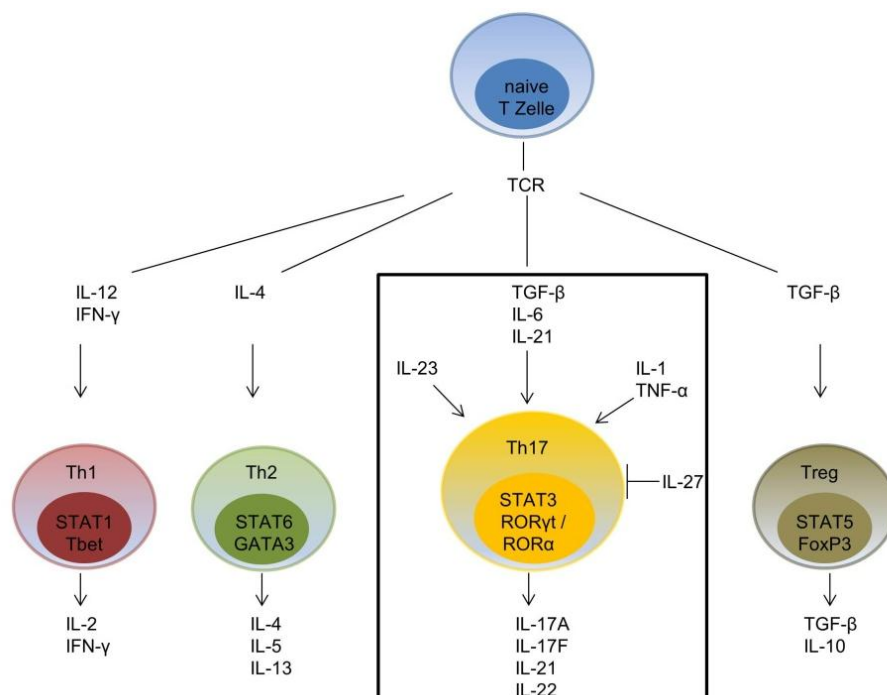 naive
T Zelle
TCR
IL-12
IFN-γ
IL-4
TGF-β
IL-6
IL-21
TGF-β
IL-23
IL-1
TNF-α
IL-27
Th1
STAT1
Tbet
Th2
STAT6
GATA3
Th17
STAT3
RORγt /
RORα
Treg
STAT5
FoxP3
IL-2
IFN-γ
IL-4
IL-5
IL-13
IL-17A
IL-17F
IL-21
IL-22
TGF-β
IL-10